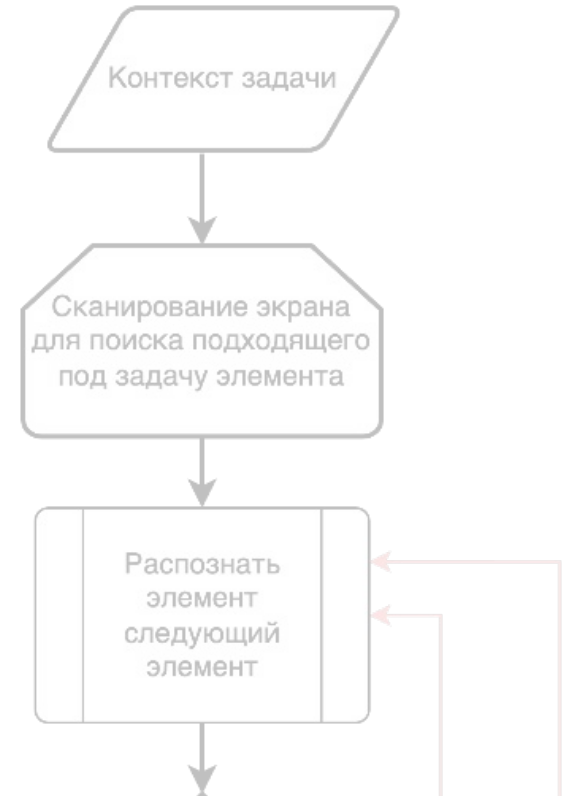 Контекст задачи
Сканирование экрана
для поиска подходящего
под задачу элемента
Распознать
элемент
следующий
элемент